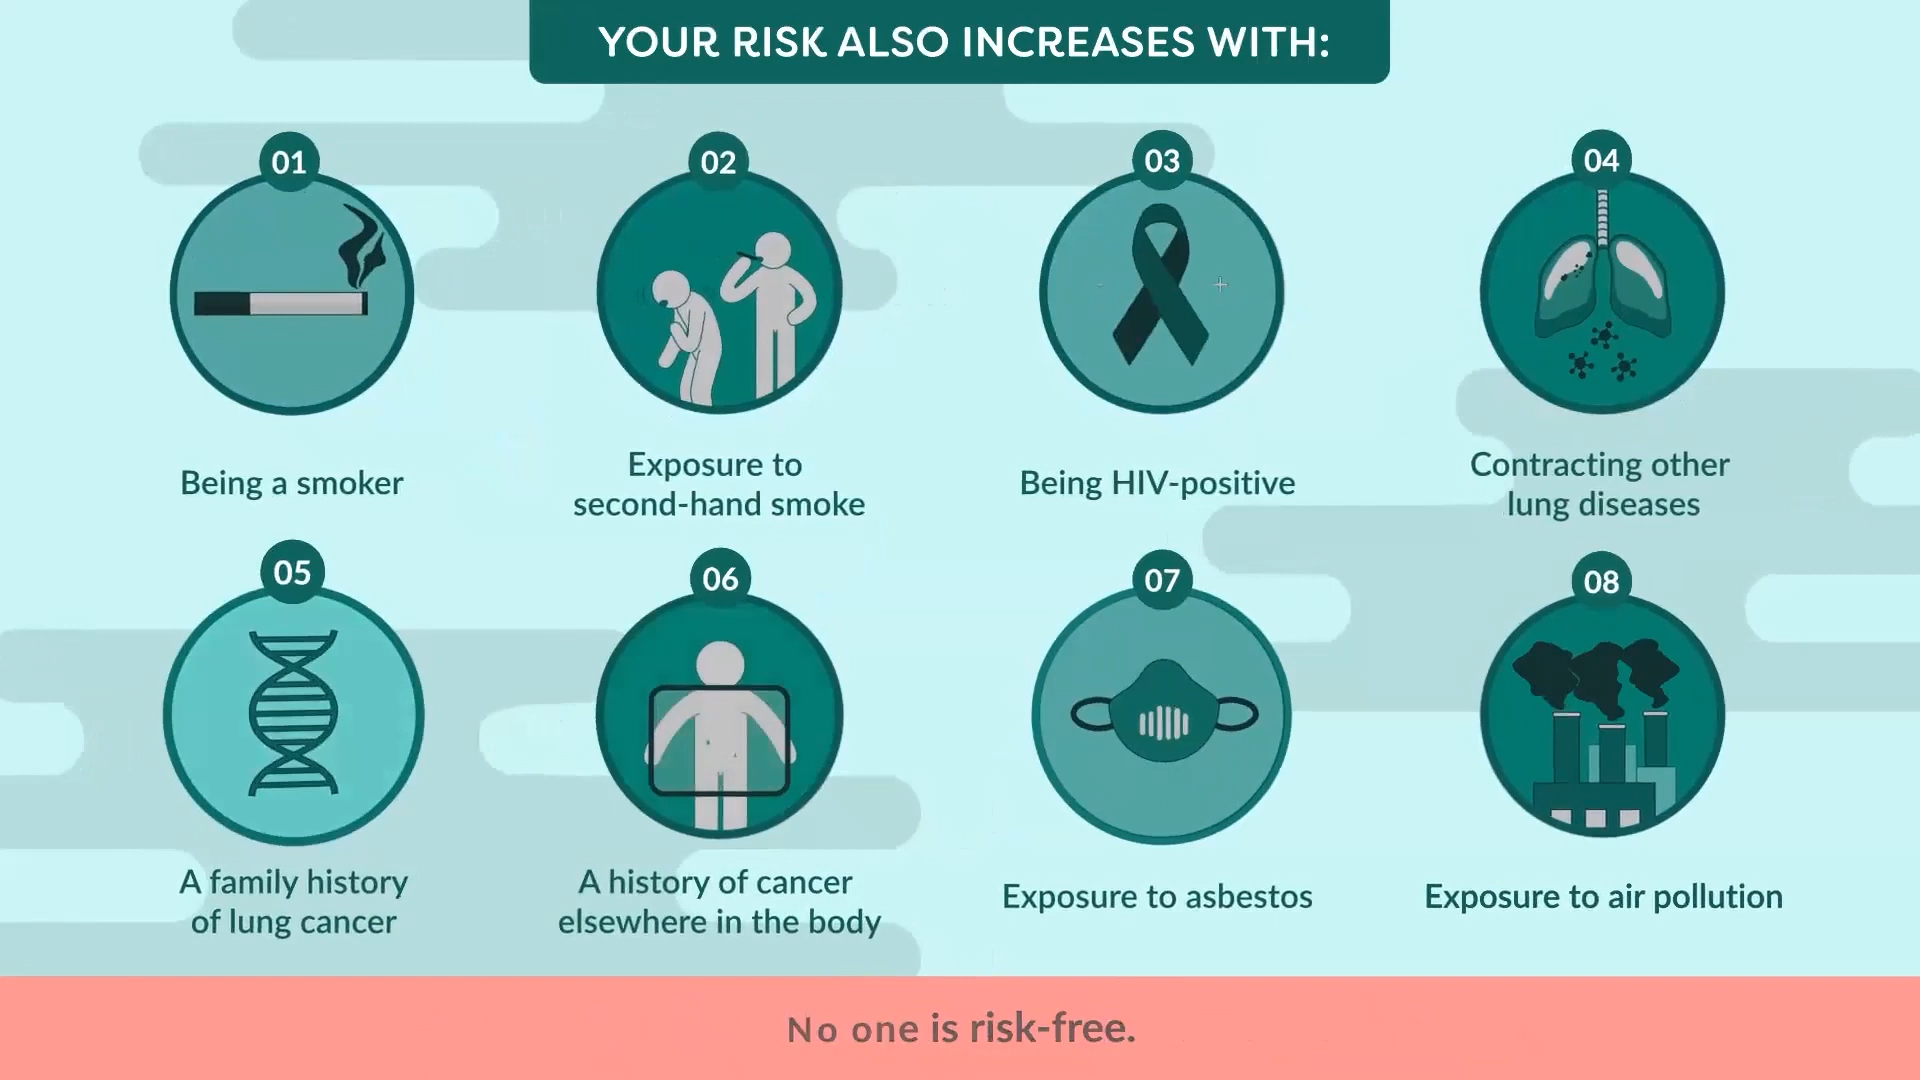 YOUR RISK ALSO INCREASES WITH:
01
Being a smoker
02
Exposure to
second-hand smoke
03
Being HIV-positive
04
Contracting other
lung diseases
05
A family history
of lung cancer
06
A history of cancer
elsewhere in the body
07
Exposure to asbestos
08
Exposure to air pollution
No one is risk-free.